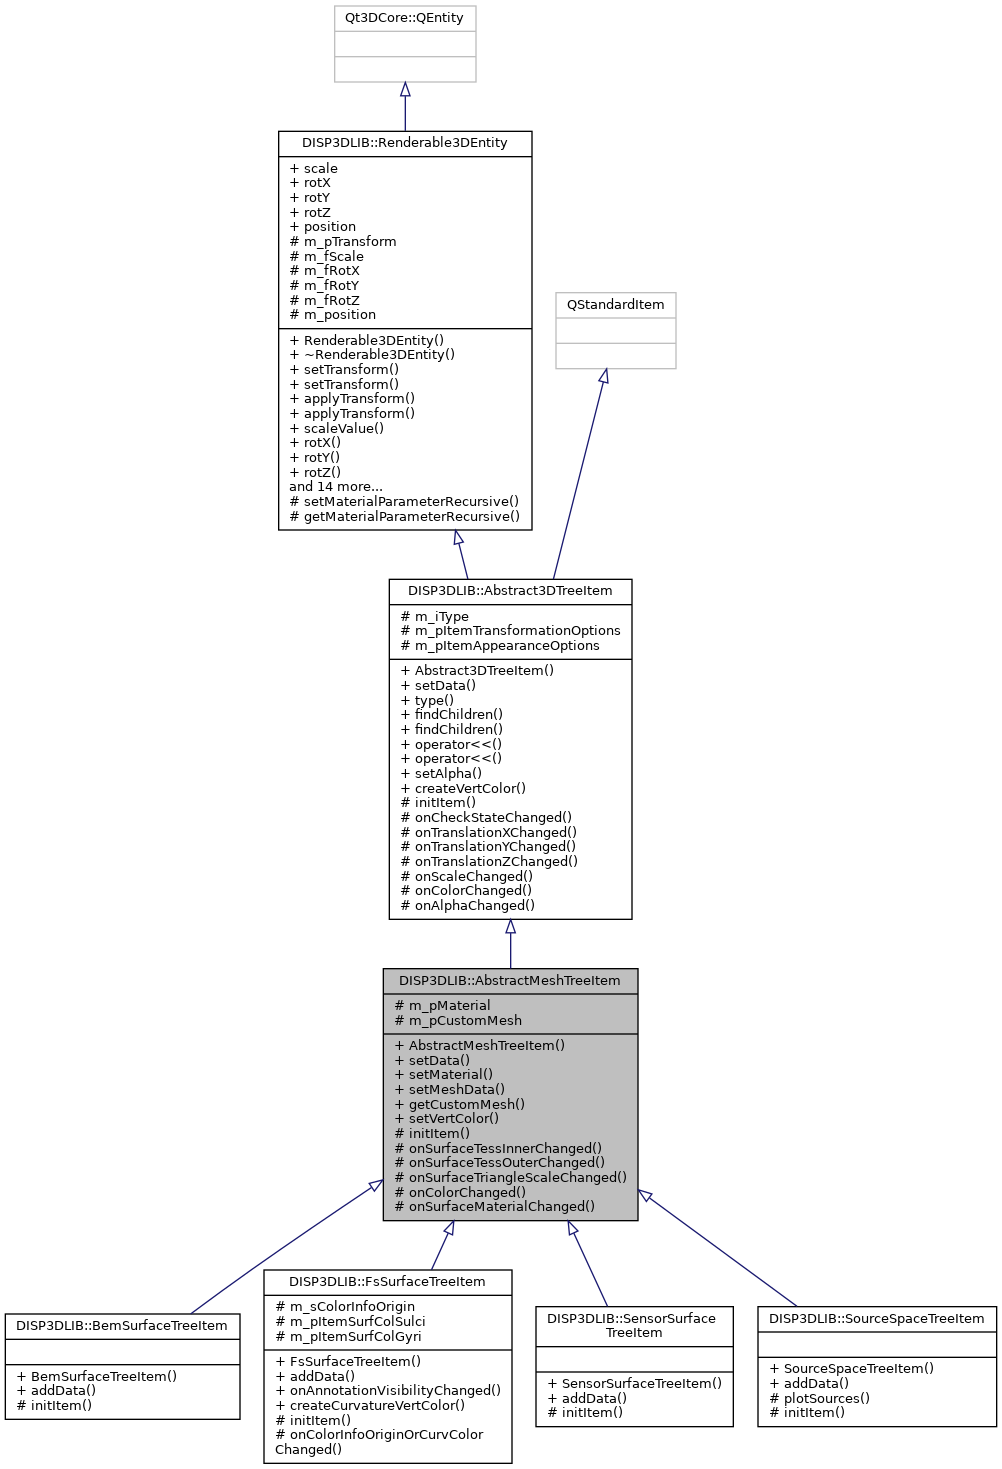 Qt3DCore::QEntity
DISP3DLIB::Renderable3DEntity
+ scale
+ rotX
+ rotY
+ rotZ
+ position
# m_pTransform
# m_fScale
# m_fRotX
# m_fRotY
# m_fRotZ
# m_position
+ Renderable3DEntity()
+ ~Renderable3DEntity()
+ setTransform()
+ setTransform()
+ applyTransform()
+ applyTransform()
+ scaleValue()
+ rotX()
+ rotY()
+ rotZ()
and 14 more...
# setMaterialParameterRecursive()
# getMaterialParameterRecursive()
QStandardItem
DISP3DLIB::Abstract3DTreeItem
# m_iType
# m_pItemTransformationOptions
# m_pItemAppearanceOptions
+ Abstract3DTreeItem()
+ setData()
+ type()
+ findChildren()
+ findChildren()
+ operator<<()
+ operator<<()
+ setAlpha()
+ createVertColor()
# initItem()
# onCheckStateChanged()
# onTranslationXChanged()
# onTranslationYChanged()
# onTranslationZChanged()
# onScaleChanged()
# onColorChanged()
# onAlphaChanged()
DISP3DLIB::AbstractMeshTreeItem
# m_pMaterial
# m_pCustomMesh
+ AbstractMeshTreeItem()
+ setData()
+ setMaterial()
+ setMeshData()
+ getCustomMesh()
+ setVertColor()
# initItem()
# onSurfaceTessInnerChanged()
# onSurfaceTessOuterChanged()
# onSurfaceTriangleScaleChanged()
# onColorChanged()
# onSurfaceMaterialChanged()
DISP3DLIB::BemSurfaceTreeItem
+ BemSurfaceTreeItem()
+ addData()
# initItem()
DISP3DLIB::FsSurfaceTreeItem
# m_sColorInfoOrigin
# m_pItemSurfColSulci
# m_pItemSurfColGyri
+ FsSurfaceTreeItem()
+ addData()
+ onAnnotationVisibilityChanged()
+ createCurvatureVertColor()
# initItem()
# onColorInfoOriginOrCurvColor
Changed()
DISP3DLIB::SensorSurface
TreeItem
+ SensorSurfaceTreeItem()
+ addData()
# initItem()
DISP3DLIB::SourceSpaceTreeItem
+ SourceSpaceTreeItem()
+ addData()
# plotSources()
# initItem()